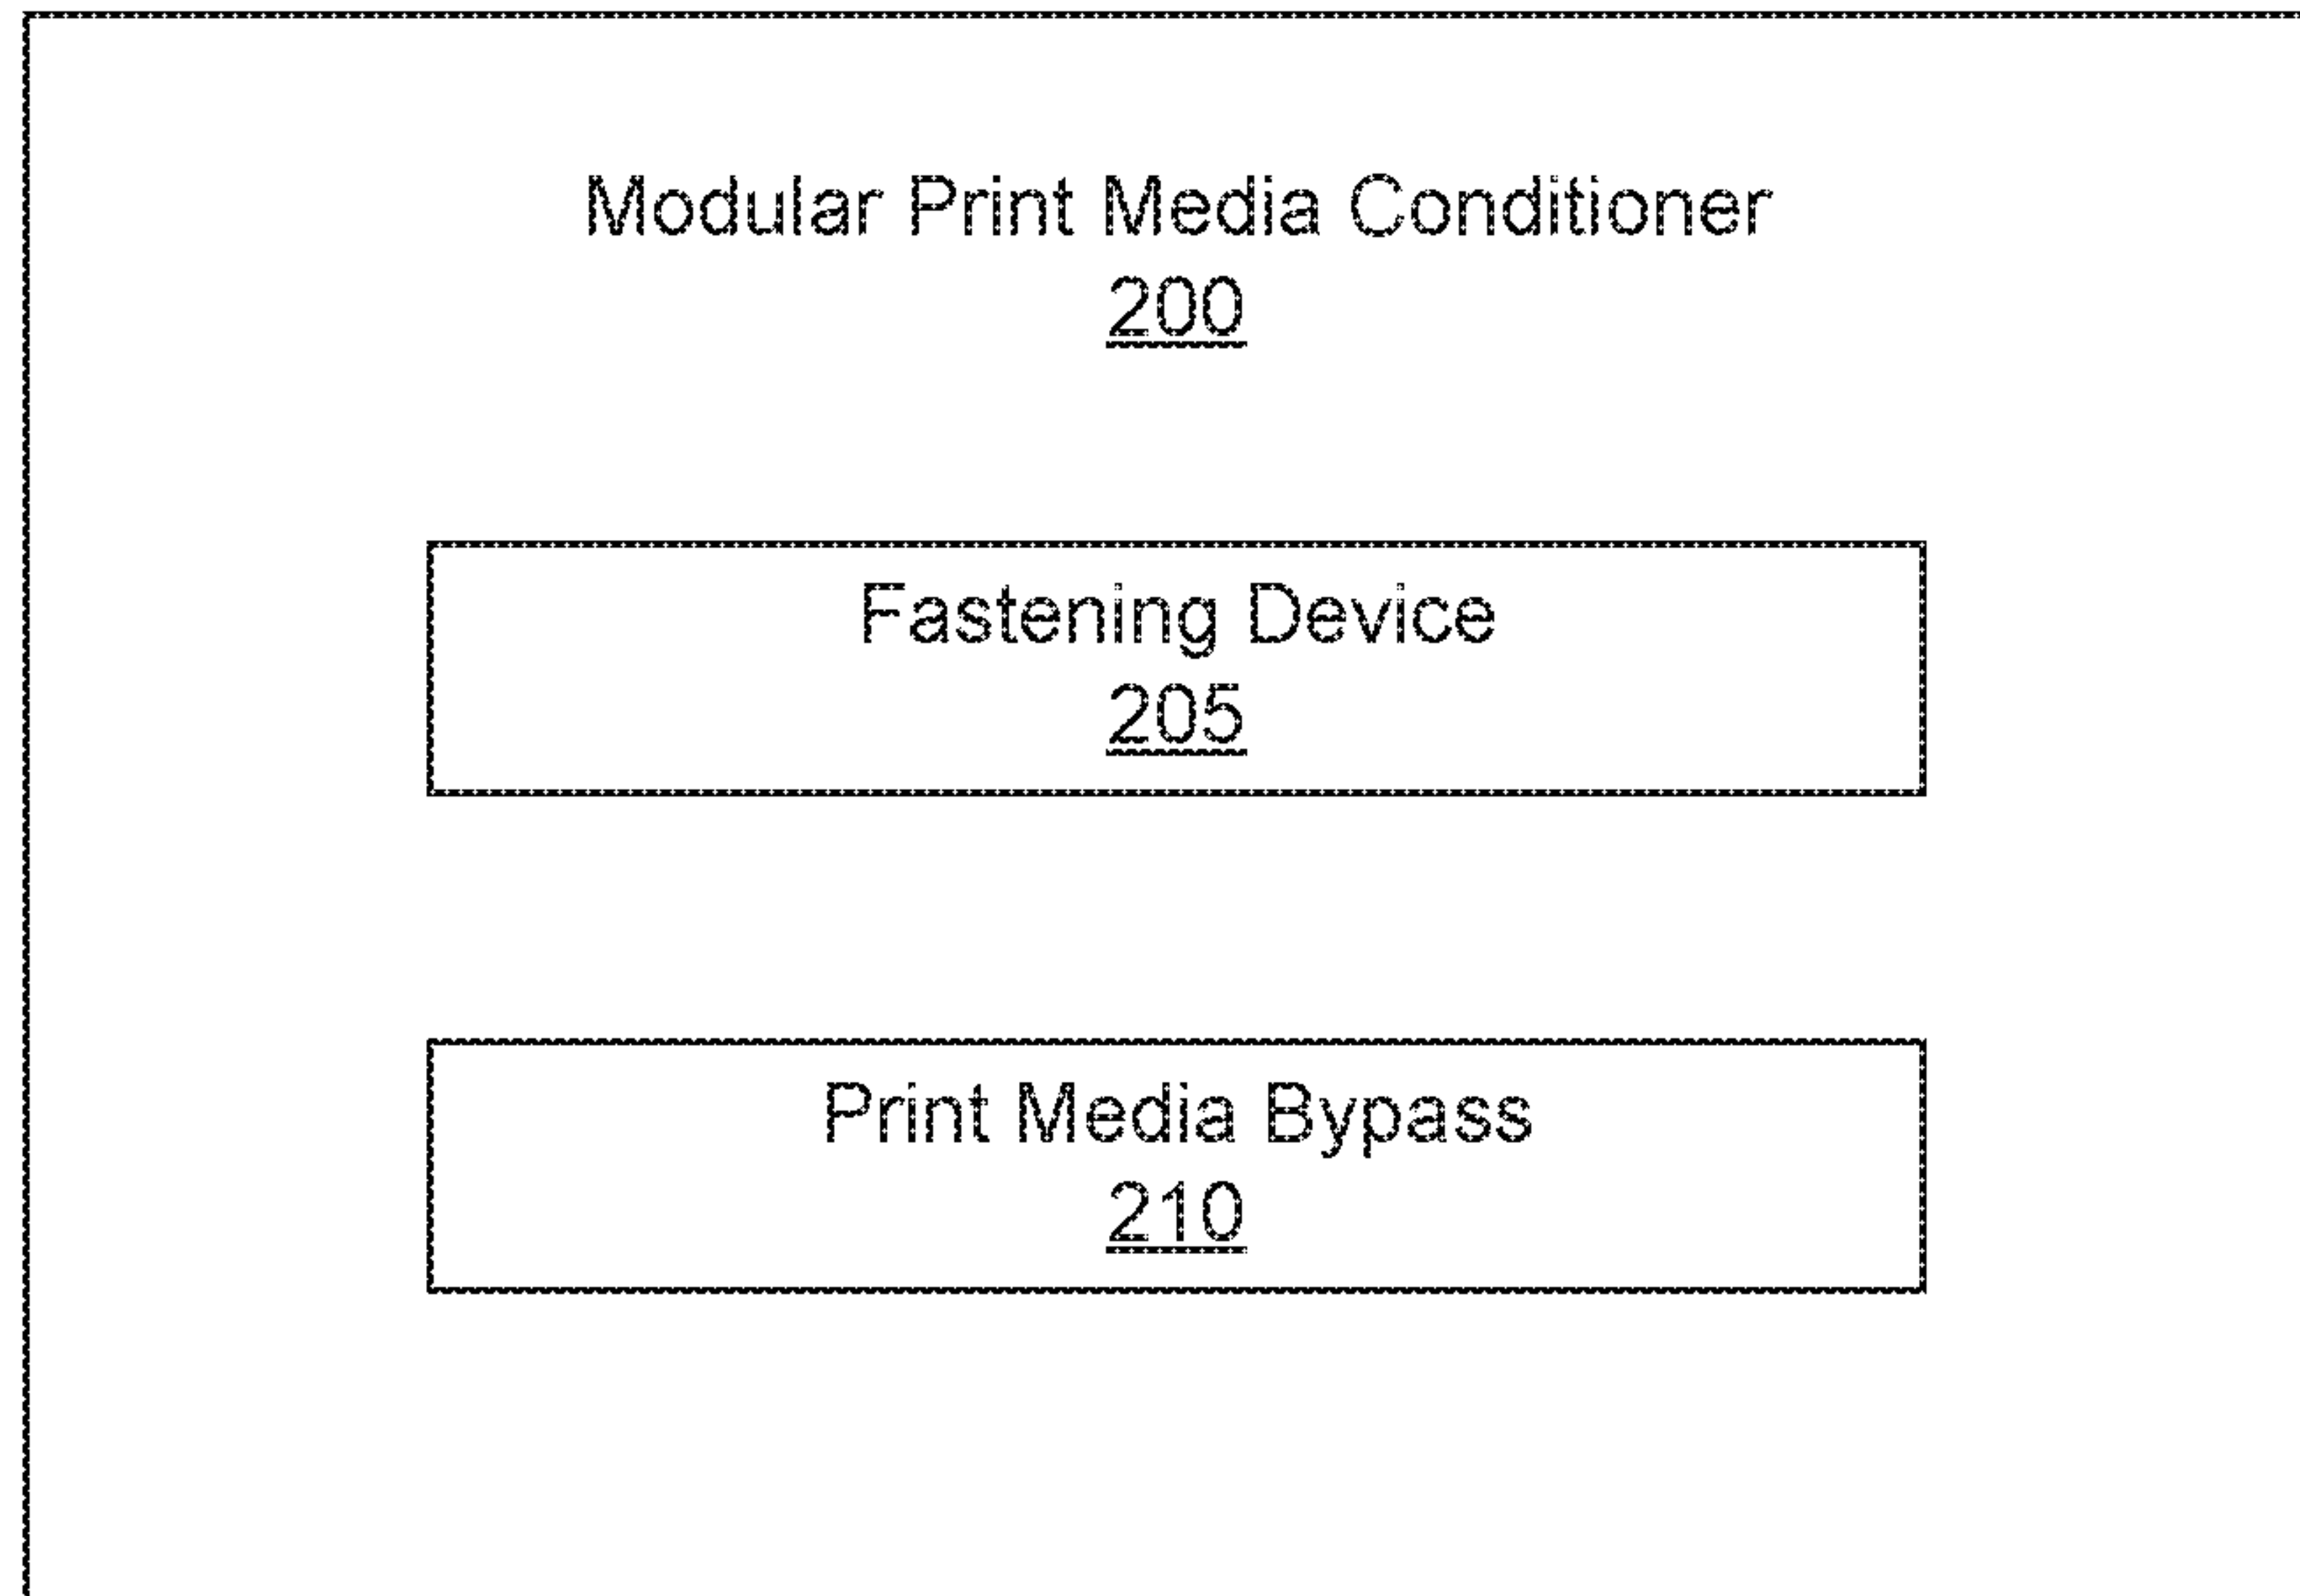 Modular Print Media Conditioner
200
Fastening Device
205
Print Media Bypass
210